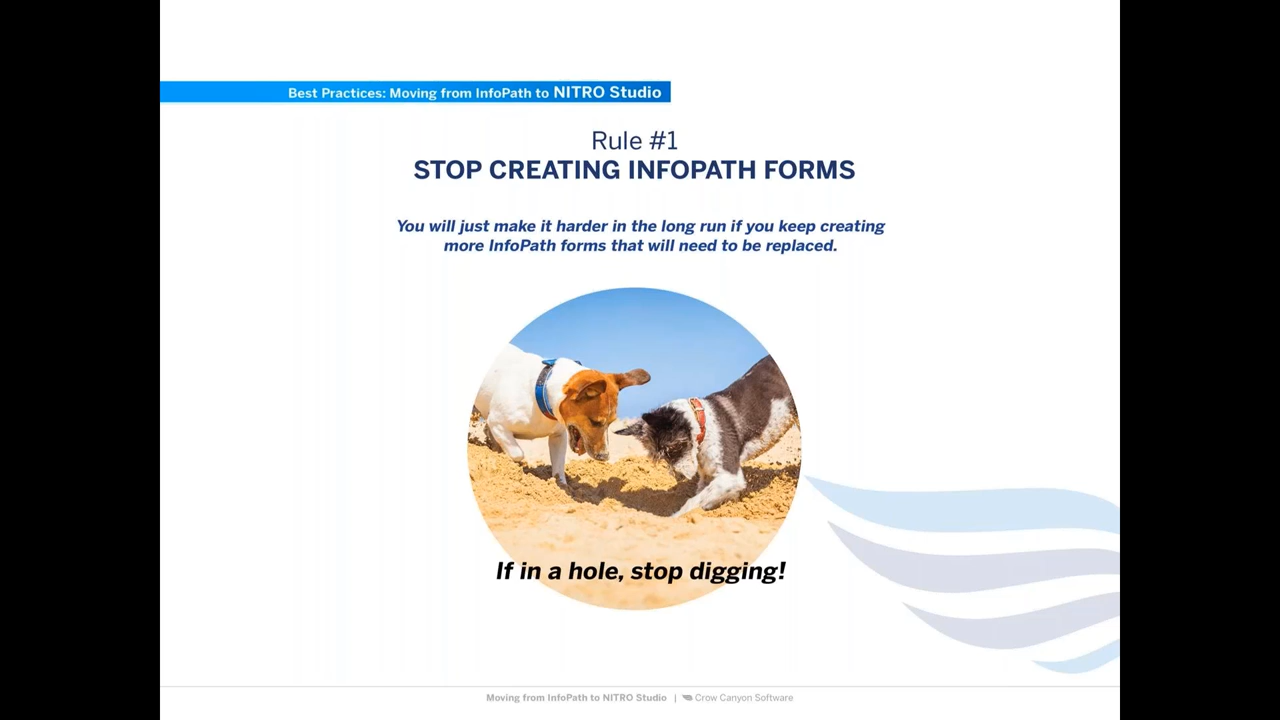 Best Practices: Moving from InfoPath to NITRO Studio
Rule #1
STOP CREATING INFOPATH FORMS
You will just make it harder in the long run if you keep creating
more InfoPath forms that will need to be replaced.
If in a hole, stop digging!
Moving from InfoPath to NITRO Studio | Crow Canyon Software